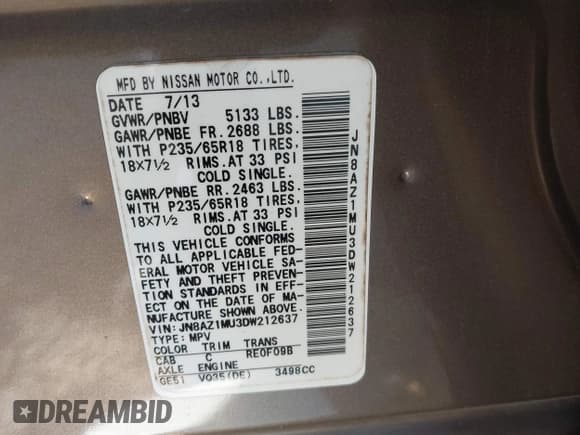 MFD BY NISSAN MOTOR CO.,LTD.
DATE 7/13
GVWR/PNBV 5133 LBS.
GAWR/PNBE FR. 2688 LBS.
WITH P235/65R18 TIRES,
18X7½ RIMS. AT 33 PSI
COLD SINGLE.
GAWR/PNBE RR. 2463 LBS.
WITH P235/65R18 TIRES,
18X7½ RIMS. AT 33 PSI
COLD SINGLE.
THIS VEHICLE CONFORMS
TO ALL APPLICABLE FED-
ERAL MOTOR VEHICLE SA-
FETY AND THEFT PREVEN-
TION STANDARDS IN EFF-
ECT ON THE DATE OF MA-
NUFACTURE SHOWN ABOVE.
VIN: JN8AZ1MU3DW212637
TYPE: MPV
COLOR TRIM TRANS
CAB C RE0F09B
AXLE ENGINE
GE51 VQ35(DE) 3498CC
JN8AZ1MU3DW212637
DREAMBID